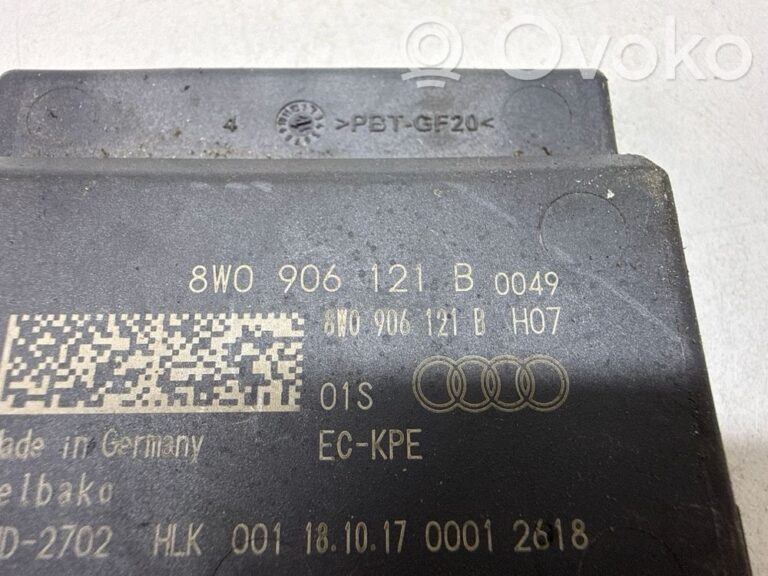 Ovoko
4 >PBT-GF20<
8W0 906 121 B 0049
8W0 906 121 B H07
01S
ade in Germany EC-KPE
elbako
D-2702 HLK 001 18.10.17 0001 2618